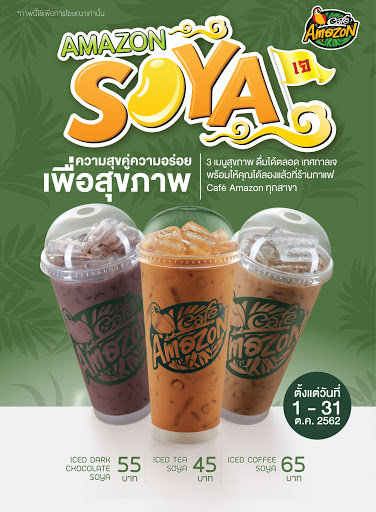 *ภาพนี้ใช้เพื่อการโฆษณาเท่านั้น
Café
Amazon
AMAZON
SOYA
เจ
ความสุขคู่ความอร่อย
เพื่อสุขภาพ
3 เมนูสุขภาพ ดื่มได้ตลอด เทศกาลเจ
พร้อมให้คุณได้ลองแล้วที่ร้านกาแฟ
Café Amazon ทุกสาขา
Café
Amazon
Café
Amazon
Café
Amazon
ตั้งแต่วันที่
1 - 31
ต.ค. 2562
ICED DARK
CHOCOLATE
SOYA
55
บาท
ICED TEA
SOYA
45
บาท
ICED COFFEE
SOYA
65
บาท